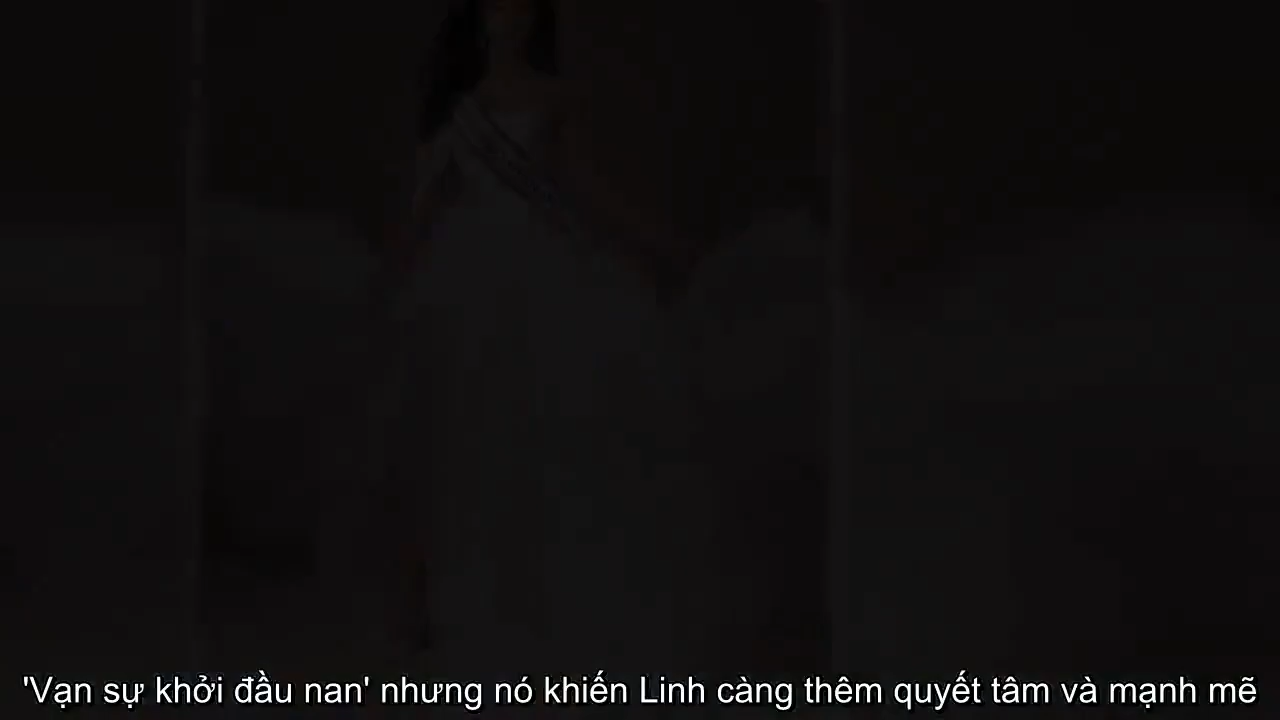 'Vạn sự khởi đầu nan' nhưng nó khiến Linh càng thêm quyết tâm và mạnh mẽ